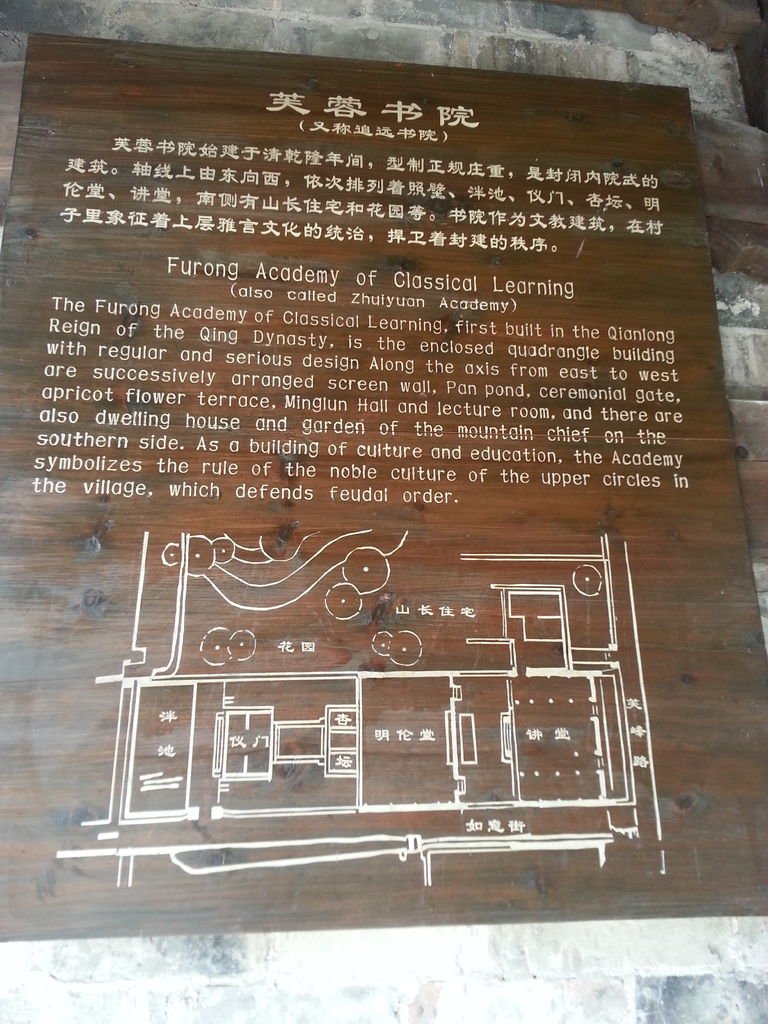 芙蓉书院
(又称追远书院)
芙蓉书院始建于清乾隆年间，型制正规庄重，是封闭内院式的
建筑。轴线上由东向西，依次排列着照壁、泮池、仪门、杏坛、明
伦堂、讲堂，南侧有山长住宅和花园等。书院作为文教建筑，在村
子里象征着上层雅言文化的统治，捍卫着封建的秩序。
Furong Academy of Classical Learning
(also called Zhuiyuan Academy)
The Furong Academy of Classical Learning, first built in the Qianlong
Reign of the Qing Dynasty, is the enclosed quadrangle building
with regular and serious design Along the axis from east to west
are successively arranged screen wall, Pan pond, ceremonial gate,
apricot flower terrace, Minglun Hall and lecture room, and there are
also dwelling house and garden of the mountain chief on the
southern side. As a building of culture and education, the Academy
symbolizes the rule of the noble culture of the upper circles in
the village, which defends feudal order.
山长住宅
花园
泮池
仪门
杏坛
明伦堂
讲堂
芙峰路
如意街